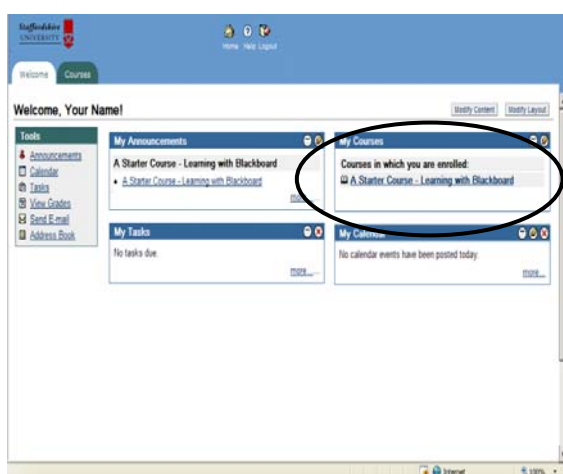 Staffordshire
UNIVERSITY
Home Help Logout
Welcome Courses
Welcome, Your Name!
Modify Content Modify Layout
Tools
Announcements
Calendar
Tasks
View Grades
Send E-mail
Address Book
My Announcements
A Starter Course - Learning with Blackboard
A Starter Course - Learning with Blackboard
more...
My Courses
Courses in which you are enrolled:
A Starter Course - Learning with Blackboard
My Tasks
No tasks due.
more...
My Calendar
No calendar events have been posted today.
more...
Internet
100%